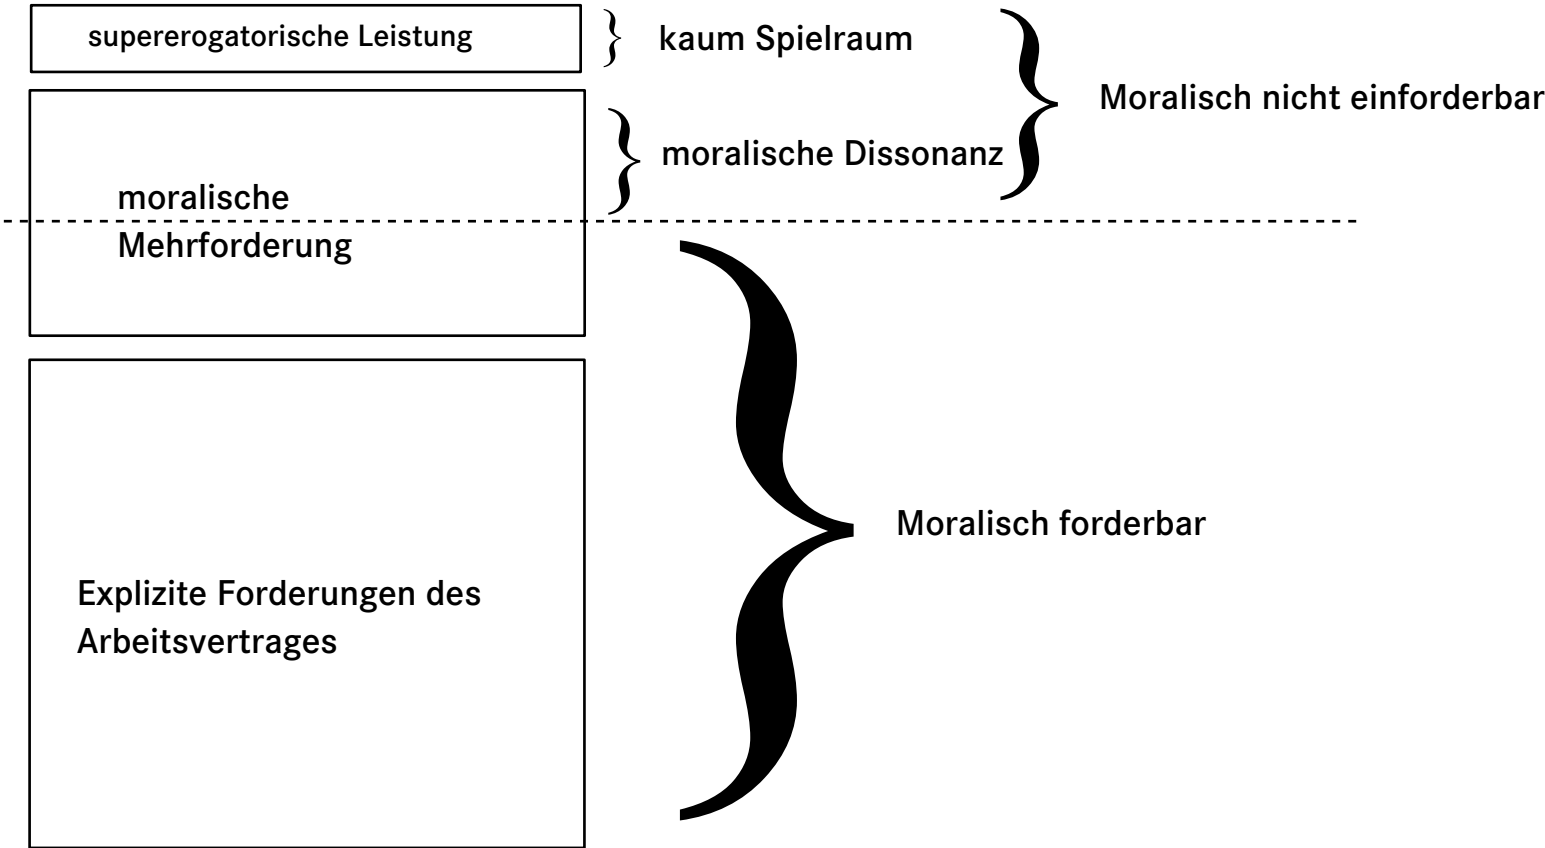 supererogatorische Leistung
kaum Spielraum
Moralisch nicht einforderbar
moralische Dissonanz
moralische
Mehrforderung
Moralisch forderbar
Explizite Forderungen des
Arbeitsvertrages